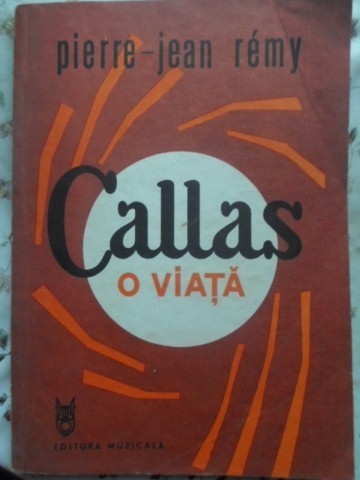 pierre-jean rémy
Callas
O VIAȚĂ
EDITURA MUZICALĂ